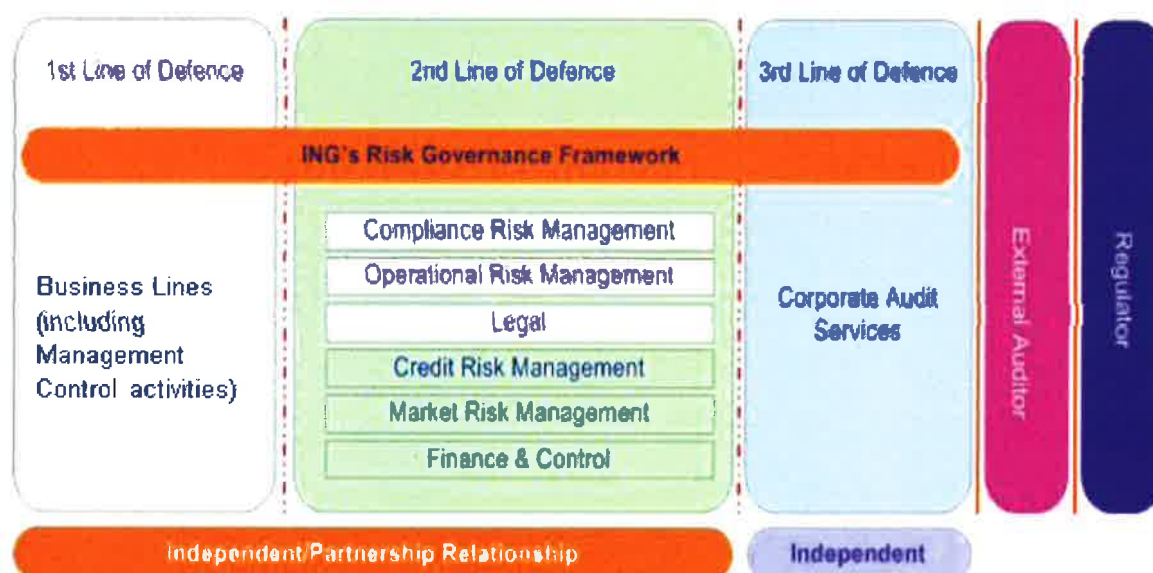 1st Line of Defence
2nd Line of Defence
3rd Line of Defence
ING's Risk Governance Framework
Business Lines
(including
Management
Control activities)
Compliance Risk Management
Operational Risk Management
Legal
Credit Risk Management
Market Risk Management
Finance & Control
Corporate Audit
Services
External Auditor
Regulator
Independent/Partnership Relationship
Independent